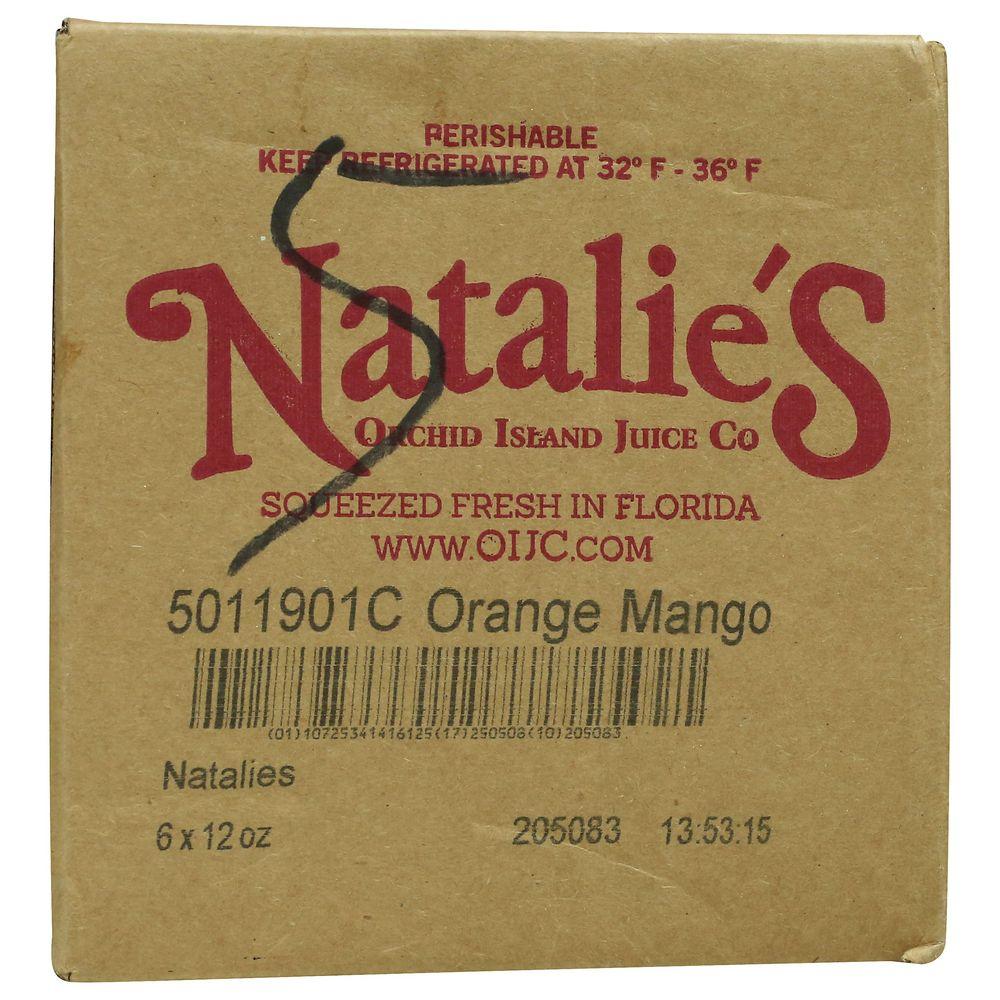 PERISHABLE
KEEP REFRIGERATED AT 32° F - 36° F
Natalie's
ORCHID ISLAND JUICE CO
SQUEEZED FRESH IN FLORIDA
WWW.OIJC.COM
5
5011901C Orange Mango
(01)10725341416125(17)250508(10)205083
Natalies
6 x 12 oz 205083 13:53:15